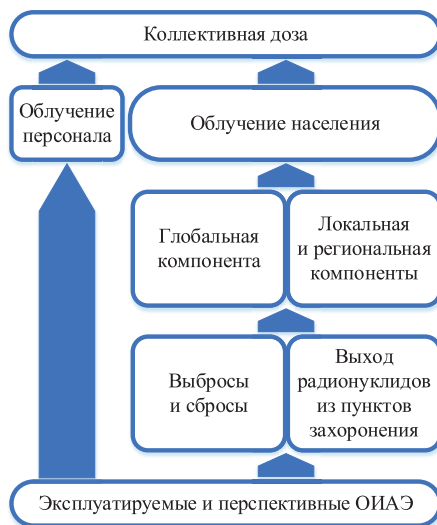 Коллективная доза
Облучение
персонала
Облучение населения
Глобальная
компонента
Локальная
и региональная
компоненты
Выбросы
и сбросы
Выход
радионуклидов
из пунктов
захоронения
Эксплуатируемые и перспективные ОИАЭ